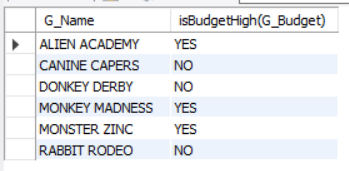 G_Name isBudgetHigh(G_Budget)
ALIEN ACADEMY YES
CANINE CAPERS NO
DONKEY DERBY NO
MONKEY MADNESS YES
MONSTER ZINC YES
RABBIT RODEO NO